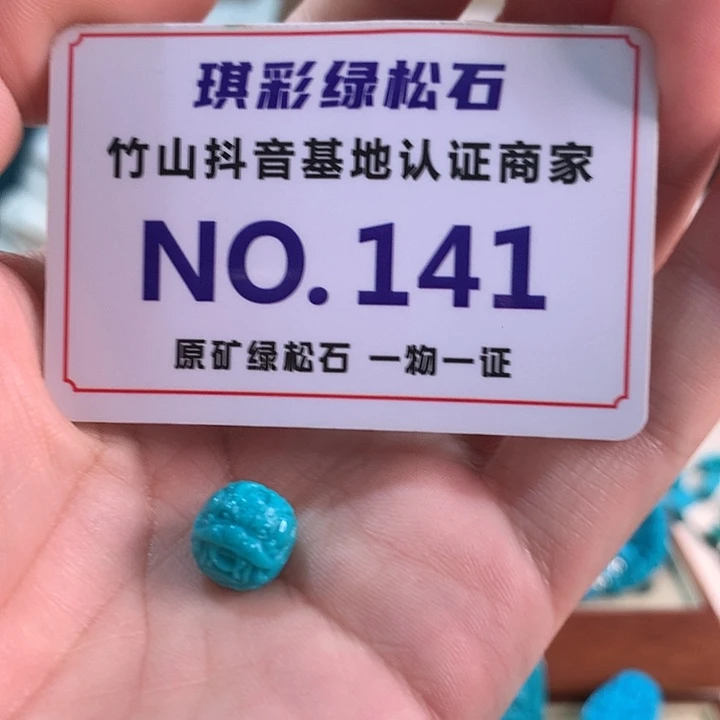 琪彩绿松石
竹山抖音基地认证商家
NO.141
原矿绿松石 一物一证